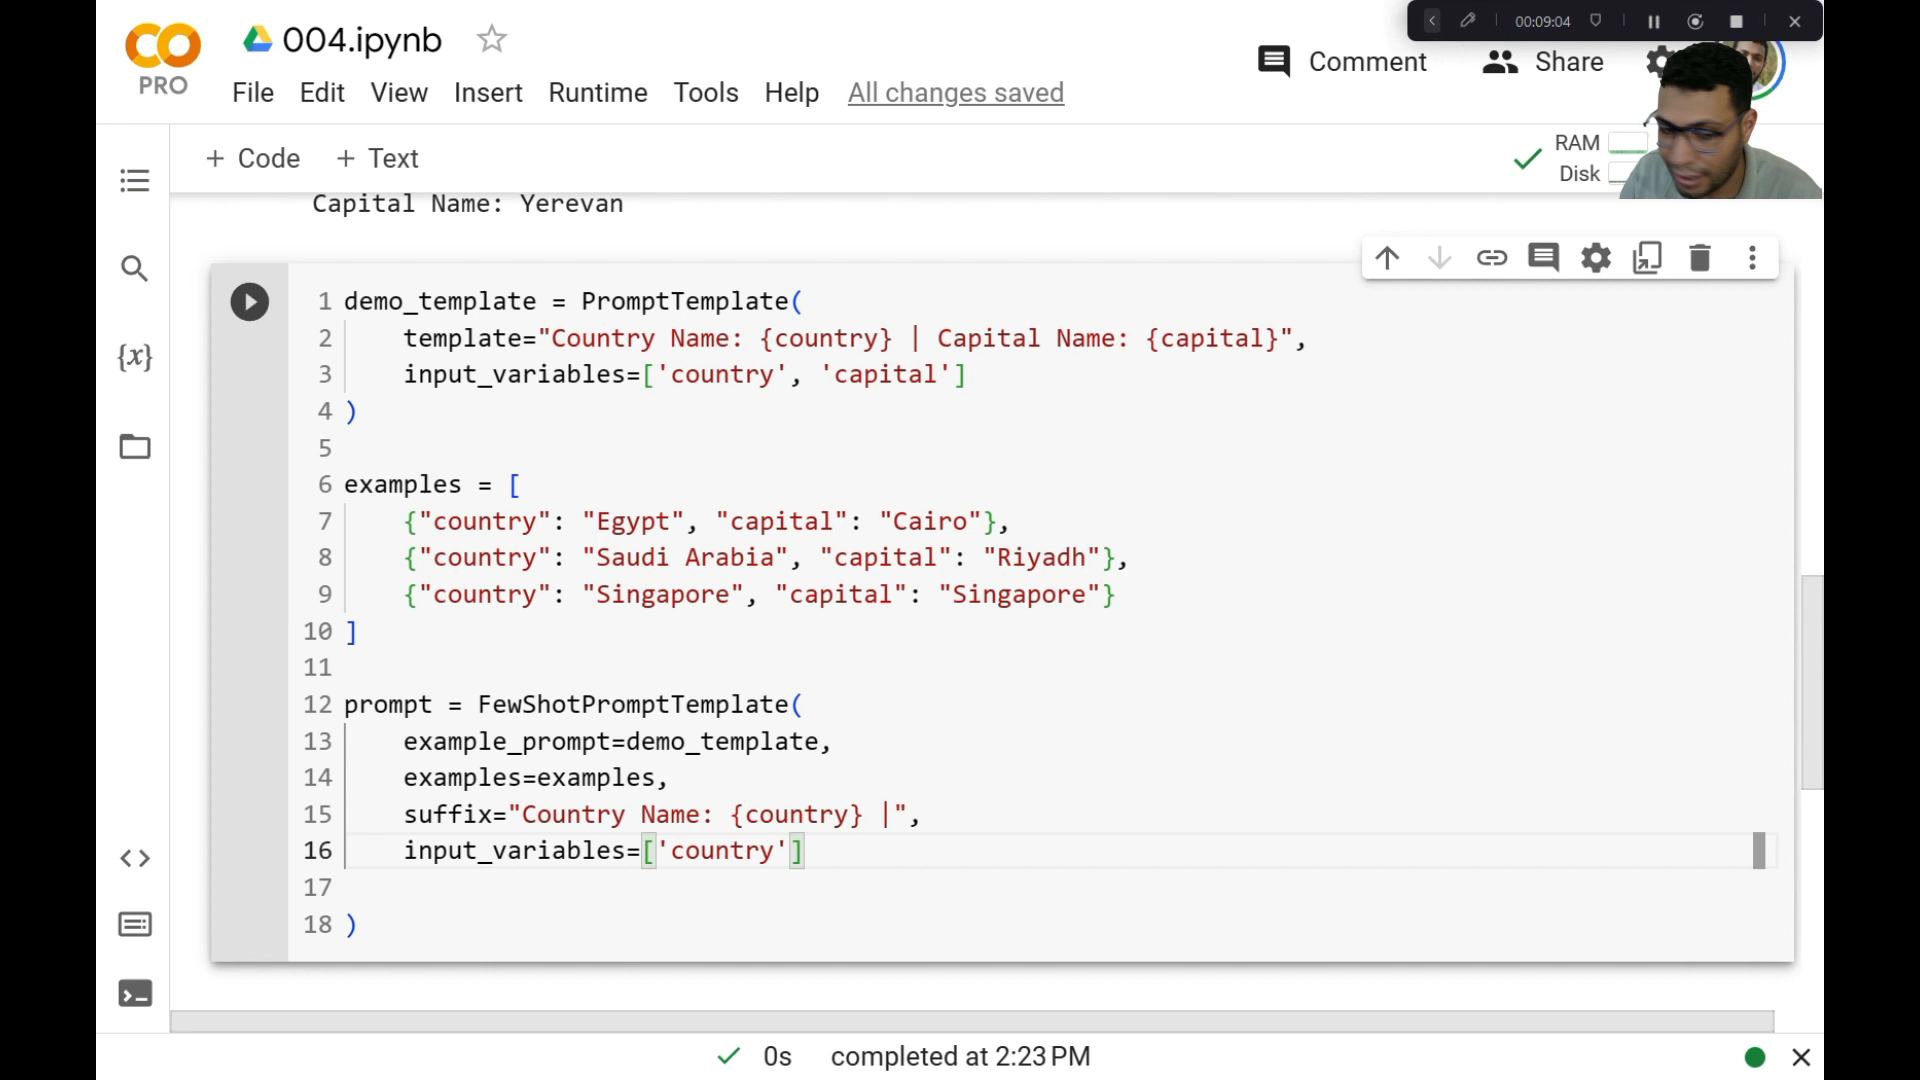 004.ipynb
00:09:04
PRO
File Edit View Insert Runtime Tools Help All changes saved
Comment
Share
+ Code + Text
RAM
Disk
Capital Name: Yerevan
{x}
1 demo_template = PromptTemplate(
2     template="Country Name: {country} | Capital Name: {capital}",
3     input_variables=['country', 'capital']
4 )
5
6 examples = [
7     {"country": "Egypt", "capital": "Cairo"},
8     {"country": "Saudi Arabia", "capital": "Riyadh"},
9     {"country": "Singapore", "capital": "Singapore"}
10 ]
11
12 prompt = FewShotPromptTemplate(
13     example_prompt=demo_template,
14     examples=examples,
15     suffix="Country Name: {country} |",
16     input_variables=['country']
17
18 )
0s completed at 2:23 PM